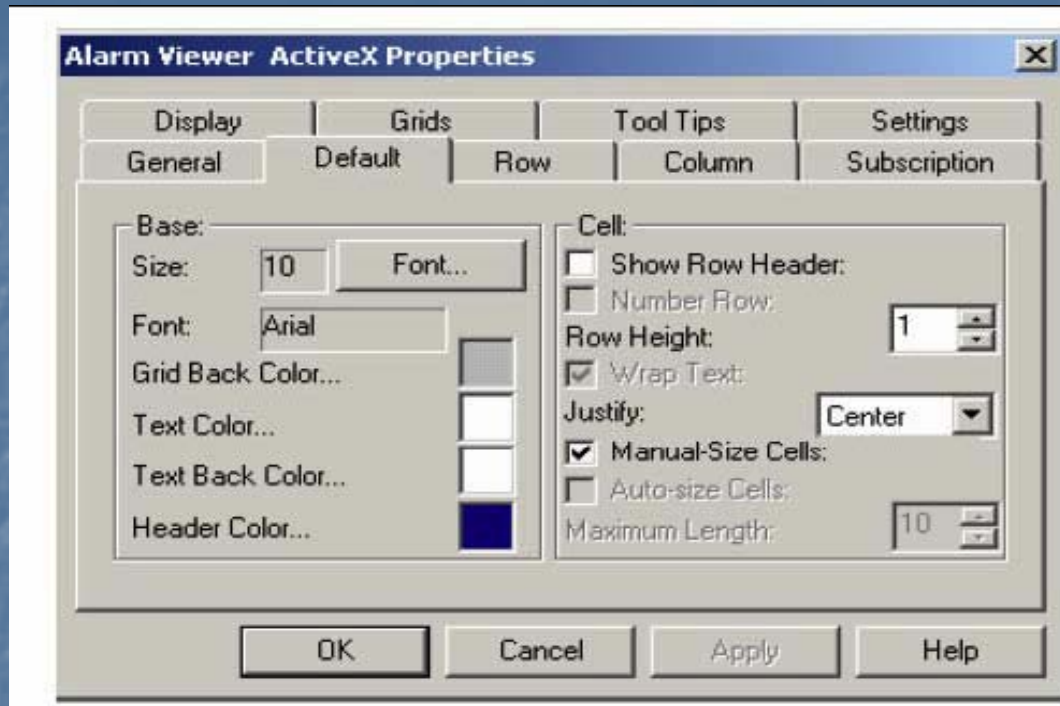 Alarm Viewer ActiveX Properties
Display
Grids
Tool Tips
Settings
General
Default
Row
Column
Subscription
Base:
Size:
10
Font...
Font:
Arial
Grid Back Color...
Text Color...
Text Back Color...
Header Color...
Cell:
Show Row Header:
Number Row:
Row Height:
1
Wrap Text:
Justify:
Center
Manual-Size Cells:
Auto-size Cells:
Maximum Length:
10
OK
Cancel
Apply
Help